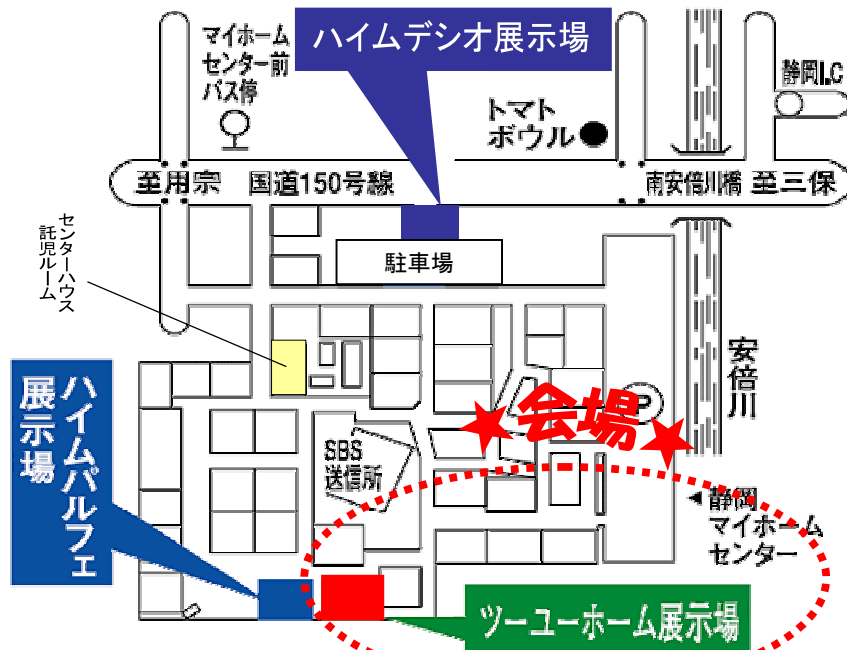 マイホーム
センター前
バス停
ハイムデシオ展示場
静岡I.C
トマト
ボウル
至用宗
国道150号線
南安倍川橋
至三保
センターハウス
託児ルーム
駐車場
安倍川
P
★会場★
ハイムパルフェ
展示場
SBS
送信所
静岡
マイホーム
センター
ツーユーホーム展示場